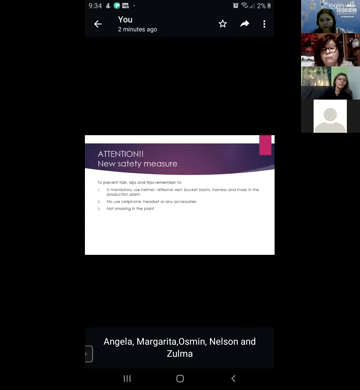 9:34
2%
You
2 minutes ago
ATTENTION!!
New safety measure
To prevent falls, slips and trips remember to:
1. Is mandatory use helmet, reflexive vest, bucket boots, harness and mask in the
production plant
2. No use cellphone, headset or any accessories
3. Not smoking in the plant
Angela, Margarita,Osmin, Nelson and
Zulma